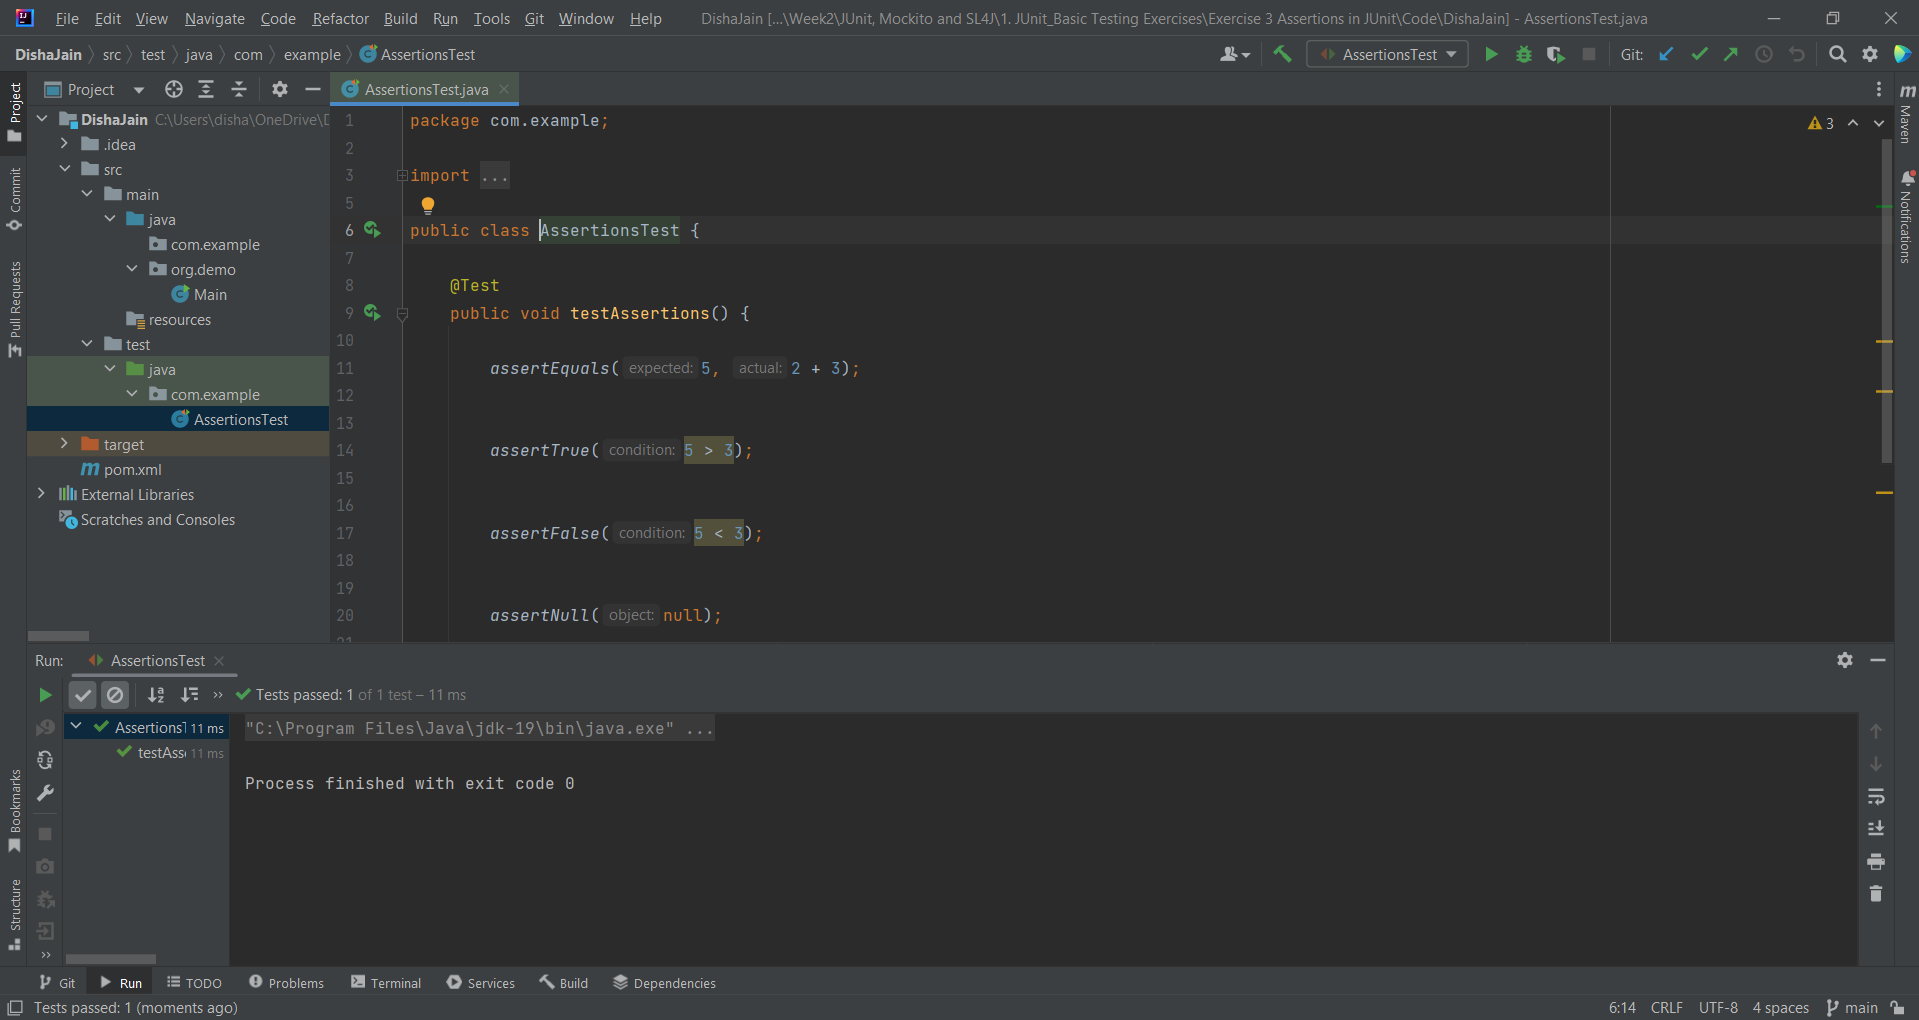 File Edit View Navigate Code Refactor Build Run Tools Git Window Help DishaJain [...\Week2\JUnit, Mockito and SL4J\1. JUnit_Basic Testing Exercises\Exercise 3 Assertions in JUnit\Code\DishaJain] - AssertionsTest.java
DishaJain src test java com example AssertionsTest AssertionsTest Git:
Project
AssertionsTest.java
Project
Commit
Pull Requests
Bookmarks
Structure
DishaJain C:\Users\disha\OneDrive\D
.idea
src
main
java
com.example
org.demo
Main
resources
test
java
com.example
AssertionsTest
target
pom.xml
External Libraries
Scratches and Consoles
1 package com.example;
2
3 import ...
5
6 public class AssertionsTest {
7
8 @Test
9 public void testAssertions() {
10
11 assertEquals( expected: 5, actual: 2 + 3);
12
13
14 assertTrue( condition: 5 > 3);
15
16
17 assertFalse( condition: 5 < 3);
18
19
20 assertNull( object: null);
21
3
m
Maven
Notifications
Run: AssertionsTest
Tests passed: 1 of 1 test – 11 ms
AssertionsT 11 ms
testAsse 11 ms
"C:\Program Files\Java\jdk-19\bin\java.exe" ...
Process finished with exit code 0
Git Run TODO Problems Terminal Services Build Dependencies
Tests passed: 1 (moments ago) 6:14 CRLF UTF-8 4 spaces main